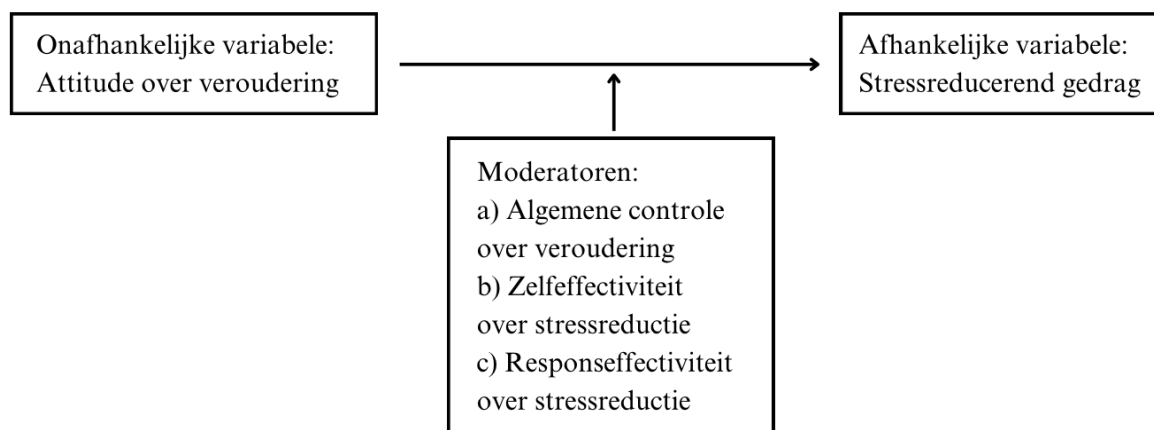 Onafhankelijke variabele:
Attitude over veroudering
Afhankelijke variabele:
Stressreducerend gedrag
Moderatoren:
a) Algemene controle
over veroudering
b) Zelfeffectiviteit
over stressreductie
c) Responseffectiviteit
over stressreductie